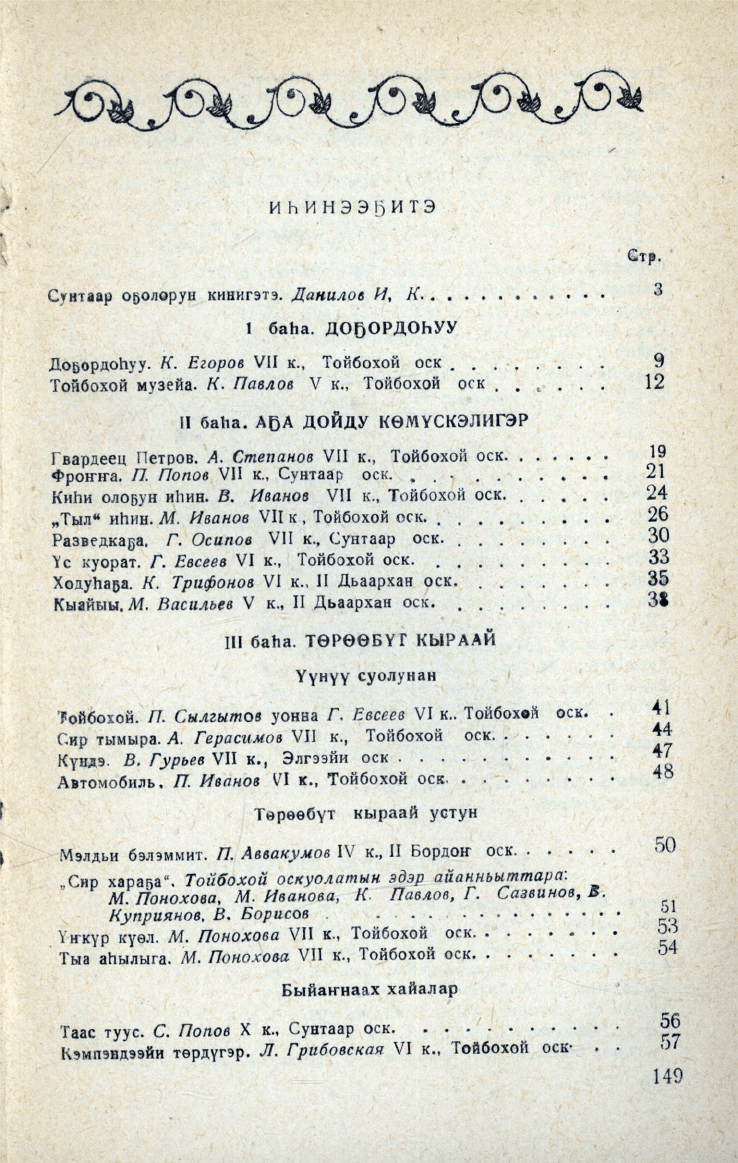 ИҺИНЭЭҔИТЭ
Стр.
Сунтаар оҕолорун кинигэтэ. Данилов И. К. . . . . . . . . . . . 3
1 баһа. ДОҔОРДОҺУУ
Доҕордоһуу. К. Егоров VII к., Тойбохой оск . . . . . . . . 9
Тойбохой музейа. К. Павлов V к., Тойбохой оск . . . . . . 12
II баһа. АҔА ДОЙДУ КӨМҮСКЭЛИГЭР
Гвардеец Петров. А. Степанов VII к., Тойбохой оск. . . . . . 19
Фроҥҥа. П. Попов VII к., Сунтаар оск. . . . . . . . . . . 21
Киһи олоҕун иһин. В. Иванов VII к., Тойбохой оск. . . . . . 24
„Тыл“ иһин. М. Иванов VII к , Тойбохой оск. . . . . . . . . 26
Разведкаҕа. Г. Осипов VII к., Сунтаар оск. . . . . . . . . 30
Үс куорат. Г. Евсеев VI к., Тойбохой оск. . . . . . . . . 33
Ходуһаҕа. К. Трифонов VI к., II Дьаархан оск. . . . . . . . 35
Кыайыы. М. Васильев V к., II Дьаархан оск. . . . . . . . . 38
III баһа. ТӨРӨӨБҮГ КЫРААЙ
Үүнүү суолунан
Тойбохой. П. Сылгытов уонна Г. Евсеев VI к.. Тойбохой оск. . . 41
Сир тымыра. А. Герасимов VII к., Тойбохой оск. . . . . . . 44
Күндэ. В. Гурьев VII к., Элгээйи оск . . . . . . . . . . . 47
Автомобиль. П. Иванов VI к., Тойбохой оск. . . . . . . . . 48
Төрөөбүт кыраай устун
Мэлдьи бэлэммит. П. Аввакумов IV к., II Бордоҥ оск. . . . . . 50
„Сир хараҕа“. Тойбохой оскуолатын эдэр айанньыттара:
М. Понохова, М. Иванова, К. Павлов, Г. Сазвинов, В.
Куприянов, В. Борисов . . . . . . . . . . . . . . . 51
Үҥкүр күөл. М. Понохова VII к., Тойбохой оск. . . . . . . . 53
Тыа аһылыга. М. Понохова VII к., Тойбохой оск. . . . . . . . 54
Быйаҥнаах хайалар
Таас туус. С. Попов X к., Сунтаар оск. . . . . . . . . . . 56
Кэмпэндээйи төрдүгэр. Л. Грибовская VI к., Тойбохой оск. . . 57
149